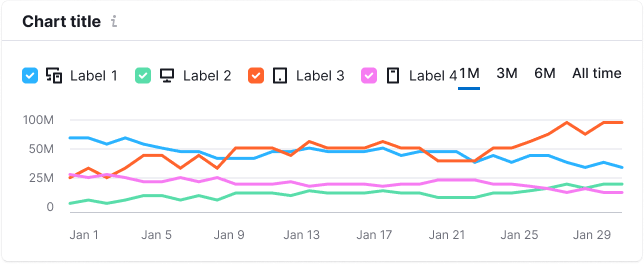 Chart title
Label 1 Label 2 Label 3 Label 4 1M 3M 6M All time
100M
50M
25M
0
Jan 1 Jan 5 Jan 9 Jan 13 Jan 17 Jan 21 Jan 25 Jan 29